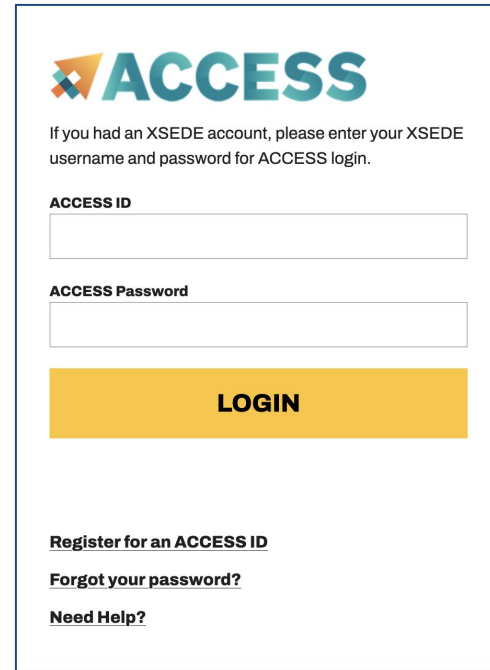 ACCESS
If you had an XSEDE account, please enter your XSEDE
username and password for ACCESS login.
ACCESS ID
ACCESS Password
LOGIN
Register for an ACCESS ID
Forgot your password?
Need Help?